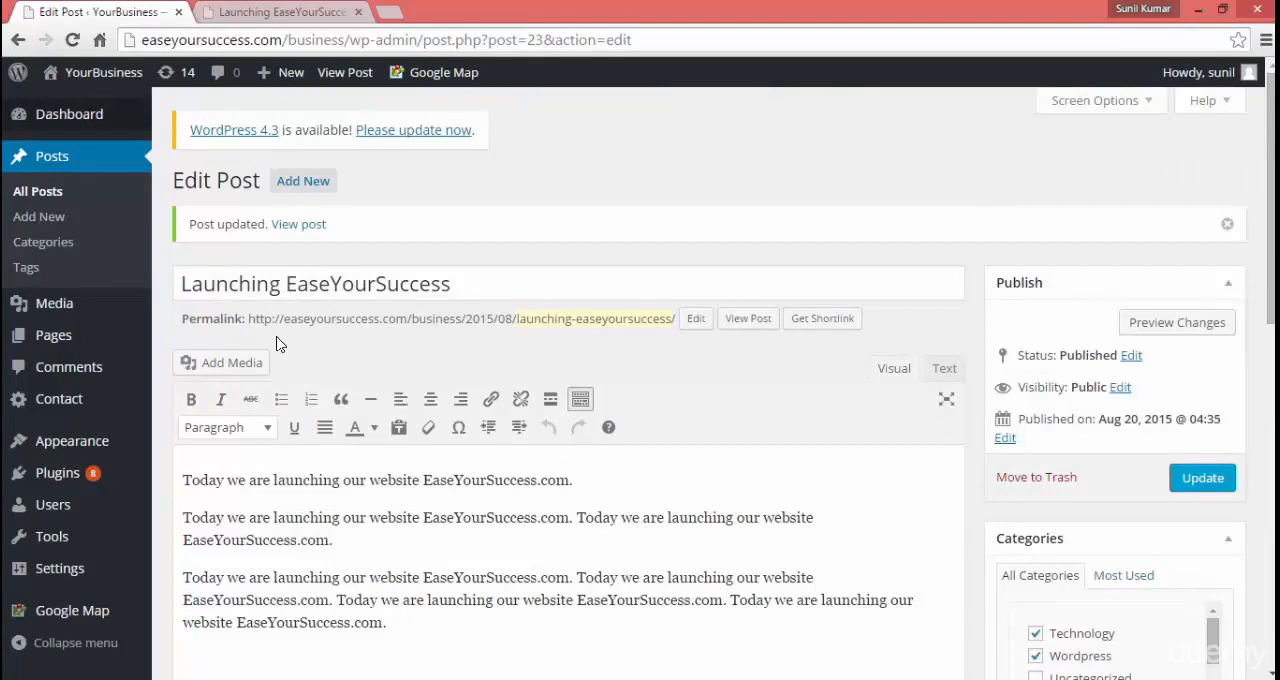 Edit Post ‹ YourBusiness —
Launching EaseYourSucce
Sunil Kumar
easeyoursuccess.com/business/wp-admin/post.php?post=23&action=edit
YourBusiness
14
0
New
View Post
Google Map
Howdy, sunil
Dashboard
Posts
All Posts
Add New
Categories
Tags
Media
Pages
Comments
Contact
Appearance
Plugins 8
Users
Tools
Settings
Google Map
Collapse menu
Screen Options
Help
WordPress 4.3 is available! Please update now.
Edit Post
Add New
Post updated. View post
Launching EaseYourSuccess
Permalink: http://easeyoursuccess.com/business/2015/08/launching-easeyoursuccess/
Edit
View Post
Get Shortlink
Add Media
Visual
Text
B I ABC
Paragraph
U A Ω ?
Today we are launching our website EaseYourSuccess.com.
Today we are launching our website EaseYourSuccess.com. Today we are launching our website
EaseYourSuccess.com.
Today we are launching our website EaseYourSuccess.com. Today we are launching our website
EaseYourSuccess.com. Today we are launching our website EaseYourSuccess.com. Today we are launching our
website EaseYourSuccess.com.
Publish
Preview Changes
Status: Published Edit
Visibility: Public Edit
Published on: Aug 20, 2015 @ 04:35
Edit
Move to Trash
Update
Categories
All Categories
Most Used
Technology
Wordpress
Uncategorized
udemy